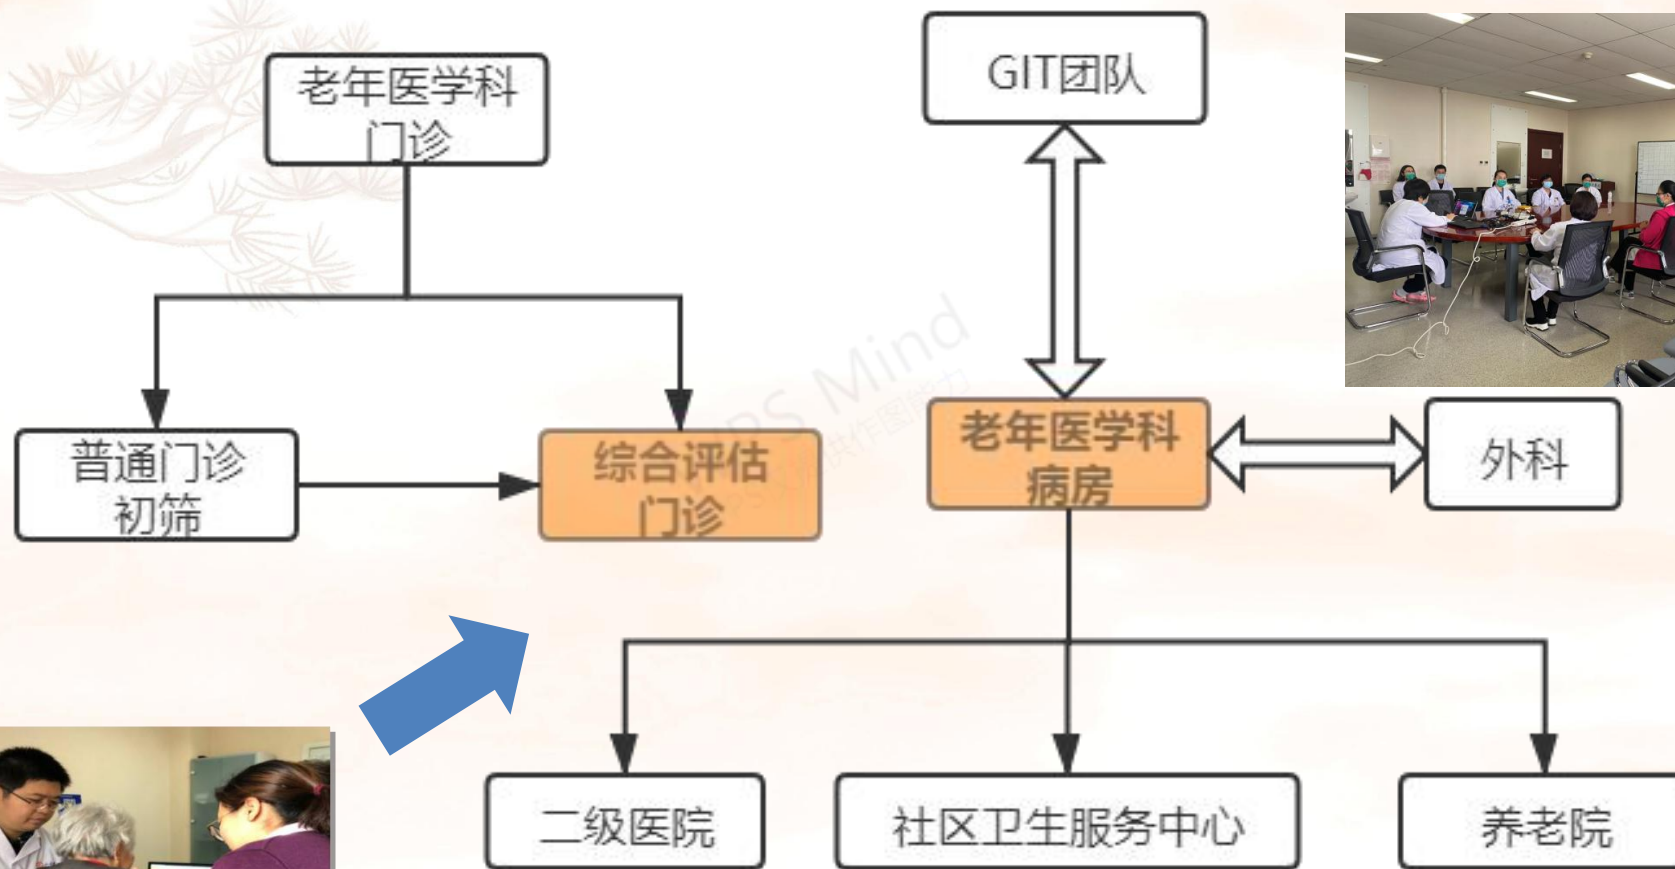 老年医学科
门诊
GIT团队
普通门诊
初筛
综合评估
门诊
老年医学科
病房
外科
二级医院
社区卫生服务中心
养老院